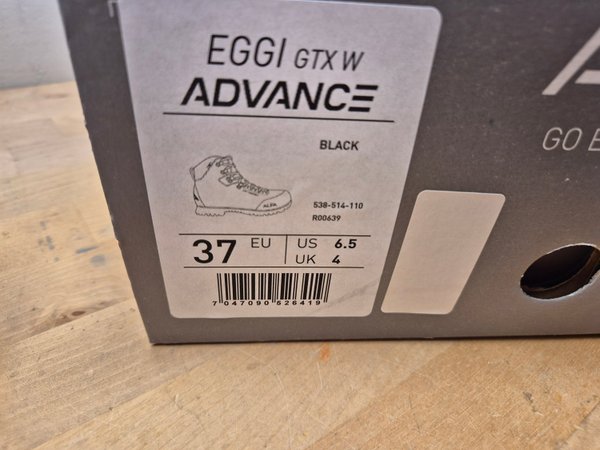 EGGI GTX W
ADVANCE
BLACK
ALFA
538-514-110
R00639
37 EU
US 6.5
UK 4
7 047090 526419
GO